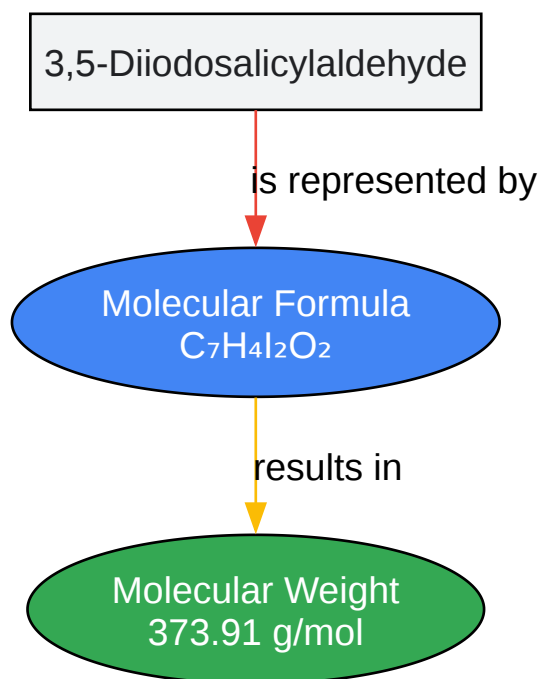 3,5-Diiodosalicylaldehyde
is represented by
Molecular Formula
C₇H₄I₂O₂
results in
Molecular Weight
373.91 g/mol